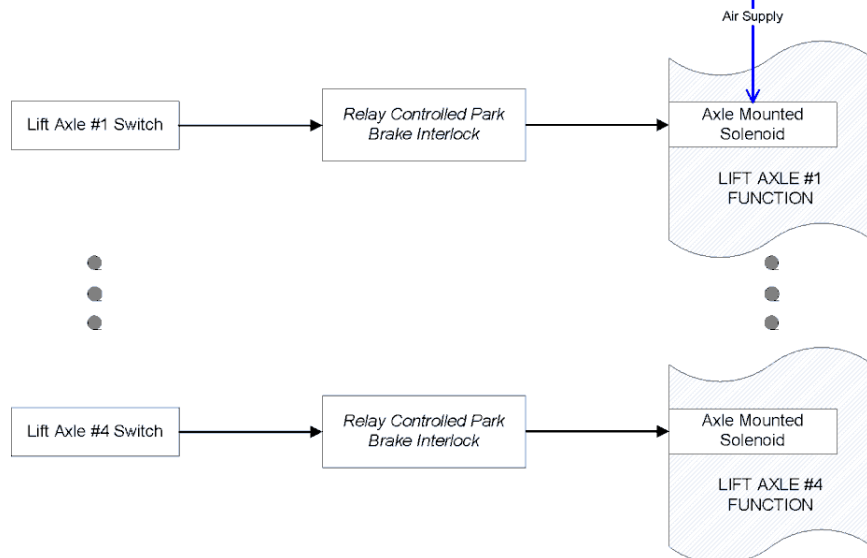 Air Supply
Lift Axle #1 Switch
Relay Controlled Park
Brake Interlock
Axle Mounted
Solenoid
LIFT AXLE #1
FUNCTION
Lift Axle #4 Switch
Relay Controlled Park
Brake Interlock
Axle Mounted
Solenoid
LIFT AXLE #4
FUNCTION